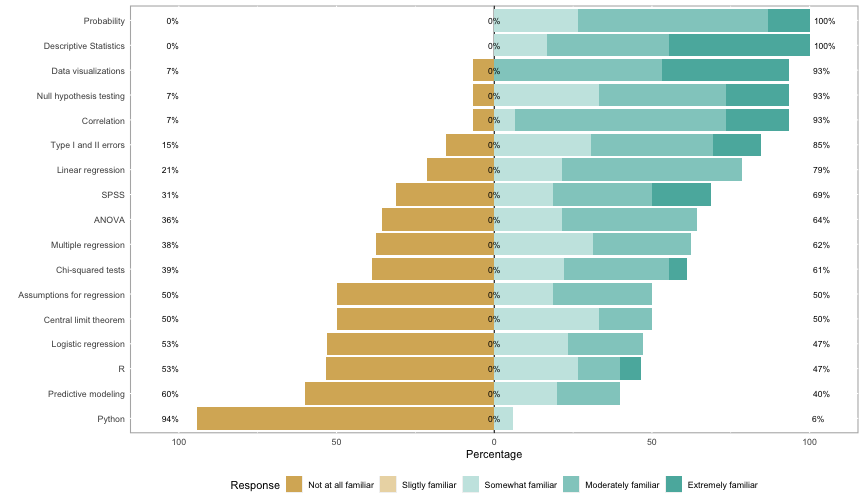 Probability 0% 0% 100%
Descriptive Statistics 0% 0% 100%
Data visualizations 7% 0% 93%
Null hypothesis testing 7% 0% 93%
Correlation 7% 0% 93%
Type I and II errors 15% 0% 85%
Linear regression 21% 0% 79%
SPSS 31% 0% 69%
ANOVA 36% 0% 64%
Multiple regression 38% 0% 62%
Chi-squared tests 39% 0% 61%
Assumptions for regression 50% 0% 50%
Central limit theorem 50% 0% 50%
Logistic regression 53% 0% 47%
R 53% 0% 47%
Predictive modeling 60% 0% 40%
Python 94% 0% 6%
100 50 0 50 100
Percentage
Response Not at all familiar Sligtly familiar Somewhat familiar Moderately familiar Extremely familiar